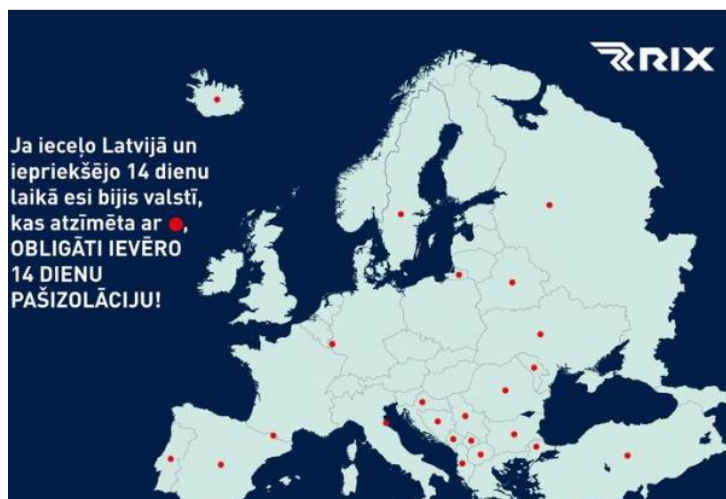 RIX
Ja ieceļo Latvijā un
iepriekšējo 14 dienu
laikā esi bijis valstī,
kas atzīmēta ar ,
OBLIGĀTI IEVĒRO
14 DIENU
PAŠIZOLĀCIJU!